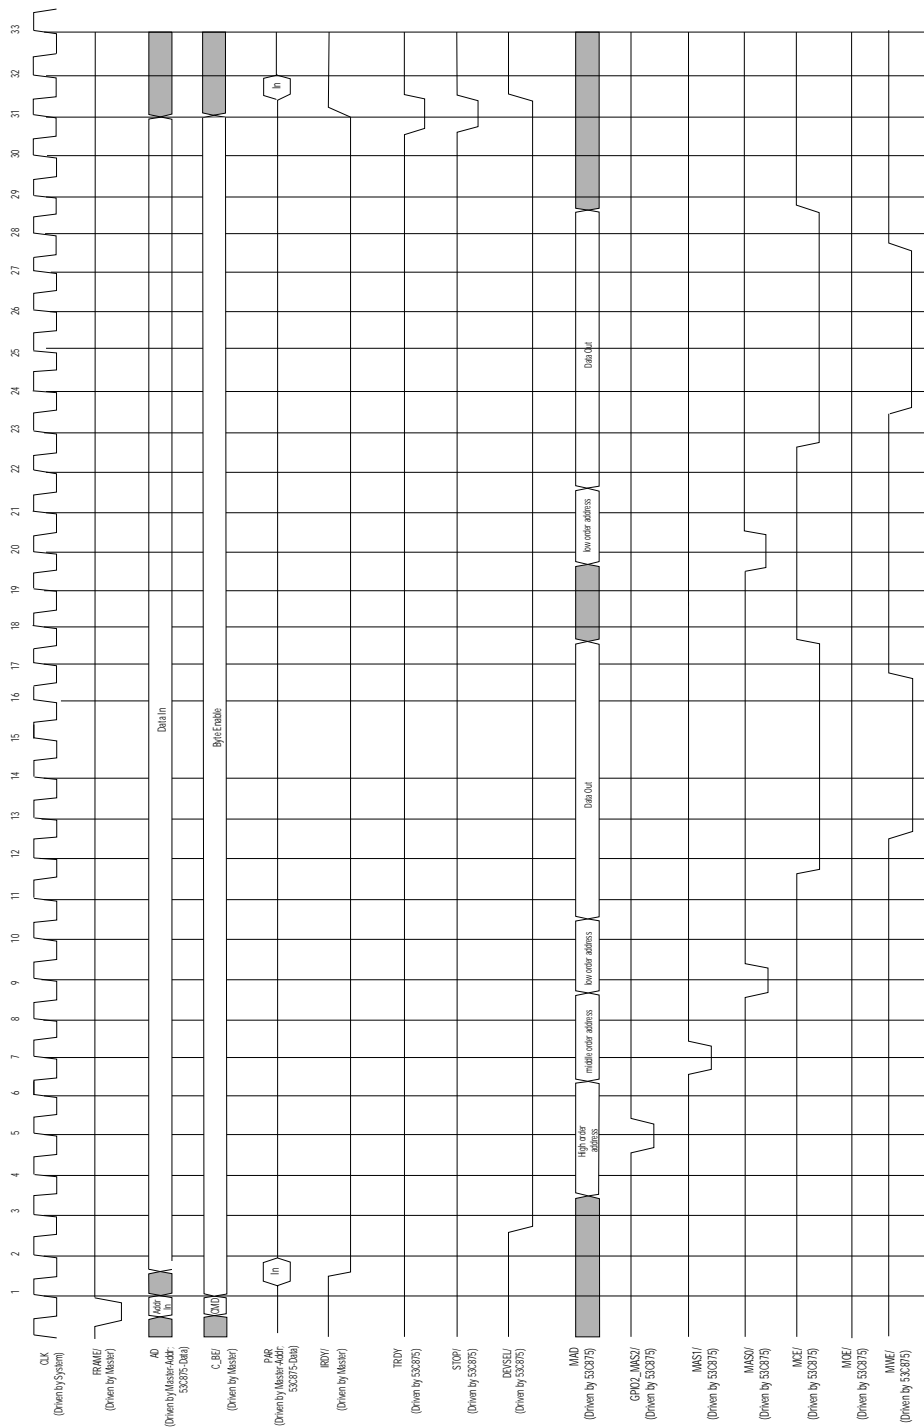 33
32
31
30
29
28
27
26
25
24
23
22
21
20
19
18
17
16
15
14
13
12
11
10
9
8
7
6
5
4
3
2
1
CLK
(Driven by System)
FRAME/
(Driven by Master)
Addr
In
Data In
AD
(Driven by Master-Addr;
53C875-Data)
CMD
Byte Enable
C_BE/
(Driven by Master)
In
In
PAR
(Driven by Master-Addr;
53C875-Data)
IRDY/
(Driven by Master)
TRDY
(Driven by 53C875)
STOP/
(Driven by 53C875)
DEVSEL/
(Driven by 53C875)
High order
address
middle order address
low order address
Data Out
low order address
Data Out
MAD
(Driven by 53C875)
GPIO2_MAS2/
(Driven by 53C875)
MAS1/
(Driven by 53C875)
MAS0/
(Driven by 53C875)
MCE/
(Driven by 53C875)
MOE/
(Driven by 53C875)
MWE/
(Driven by 53C875)